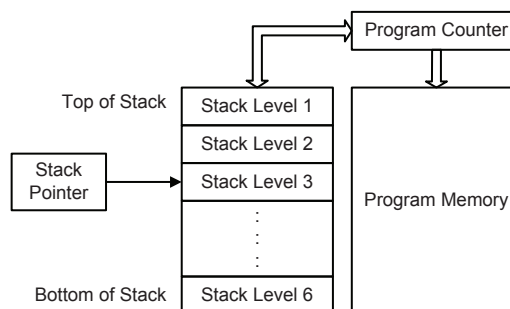 Program Counter
Top of Stack
Stack Level 1
Stack Level 2
Stack
Pointer
Stack Level 3
Program Memory
:
:
:
Bottom of Stack
Stack Level 6